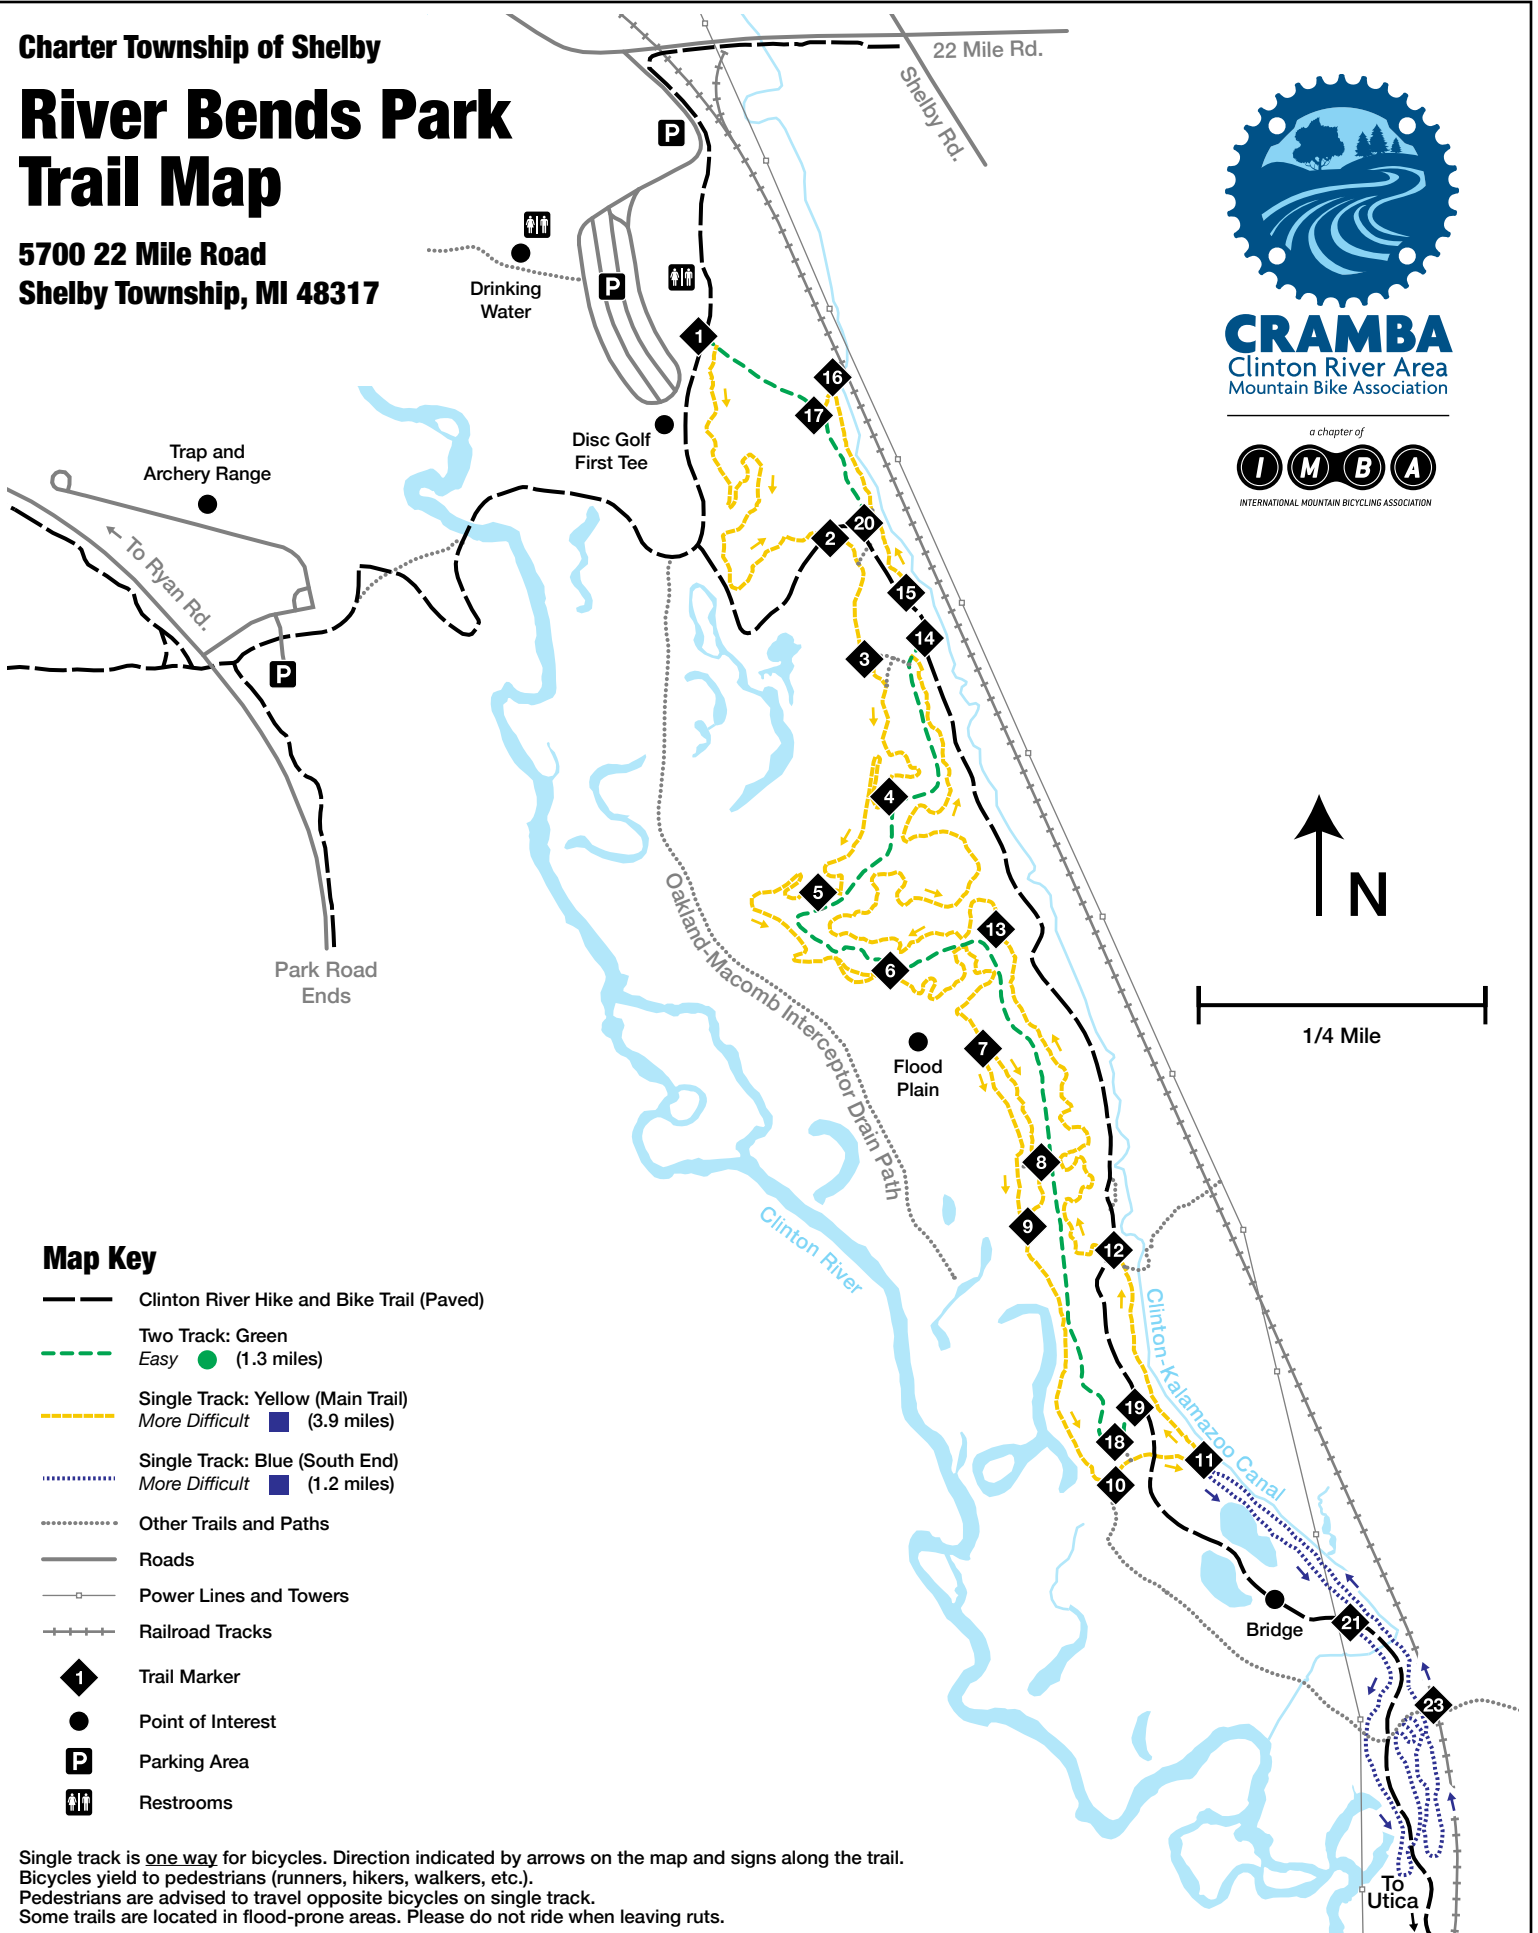 Charter Township of Shelby
River Bends Park
Trail Map
5700 22 Mile Road
Shelby Township, MI 48317
22 Mile Rd.
Shelby Rd.
P
Drinking
Water
P
1
16
17
CRAMBA
Clinton River Area
Mountain Bike Association
a chapter of
I M B A
INTERNATIONAL MOUNTAIN BICYCLING ASSOCIATION
Disc Golf
First Tee
Trap and
Archery Range
To Ryan Rd.
P
2
20
15
14
3
4
5
13
6
7
8
9
12
19
18
11
10
21
23
N
1/4 Mile
Park Road
Ends
Oakland-Macomb Interceptor Drain Path
Flood
Plain
Clinton River
Clinton-Kalamazoo Canal
Bridge
To
Utica
Map Key
Clinton River Hike and Bike Trail (Paved)
Two Track: Green
Easy (1.3 miles)
Single Track: Yellow (Main Trail)
More Difficult (3.9 miles)
Single Track: Blue (South End)
More Difficult (1.2 miles)
Other Trails and Paths
Roads
Power Lines and Towers
Railroad Tracks
1 Trail Marker
Point of Interest
P Parking Area
Restrooms
Single track is one way for bicycles. Direction indicated by arrows on the map and signs along the trail.
Bicycles yield to pedestrians (runners, hikers, walkers, etc.).
Pedestrians are advised to travel opposite bicycles on single track.
Some trails are located in flood-prone areas. Please do not ride when leaving ruts.